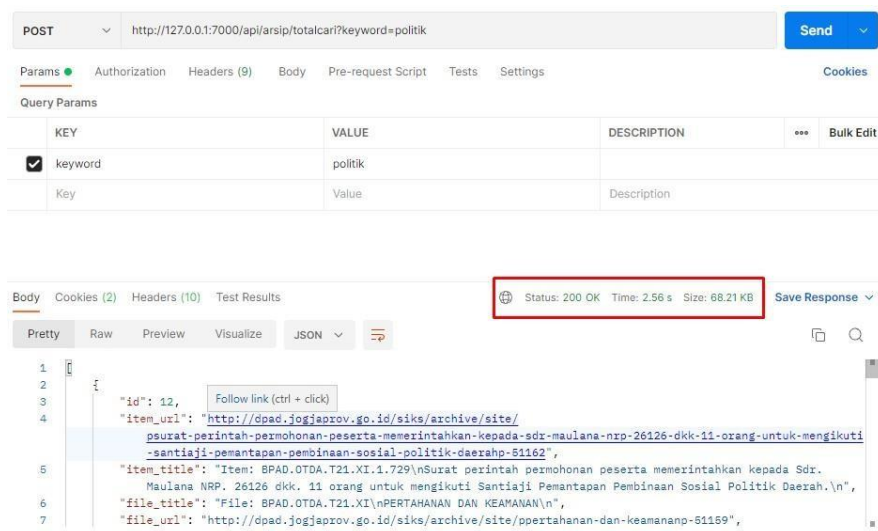 POST http://127.0.0.1:7000/api/arsip/totalcari?keyword=politik Send
Params Authorization Headers (9) Body Pre-request Script Tests Settings Cookies
Query Params
KEY VALUE DESCRIPTION ooo Bulk Edit
keyword politik
Key Value Description
Body Cookies (2) Headers (10) Test Results Status: 200 OK Time: 2.56 s Size: 68.21 KB Save Response
Pretty Raw Preview Visualize JSON
1 [
2 {
3 "id": 12, Follow link (ctrl + click)
4 "item_url": "http://dpad.jogjaprov.go.id/siks/archive/site/
psurat-perintah-permohonan-peserta-memerintahkan-kepada-sdr-maulana-nrp-26126-dkk-11-orang-untuk-mengikuti
-santiaji-pemantapan-pembinaan-sosial-politik-daerahp-51162",
5 "item_title": "Item: BPAD.OTDA.T21.XI.1.729\nSurat perintah permohonan peserta memerintahkan kepada Sdr.
Maulana NRP. 26126 dkk. 11 orang untuk mengikuti Santiaji Pemantapan Pembinaan Sosial Politik Daerah.\n",
6 "file_title": "File: BPAD.OTDA.T21.XI\nPERTAHANAN DAN KEAMANAN\n",
7 "file_url": "http://dpad.jogjaprov.go.id/siks/archive/site/ppertahanan-dan-keamananp-51159",